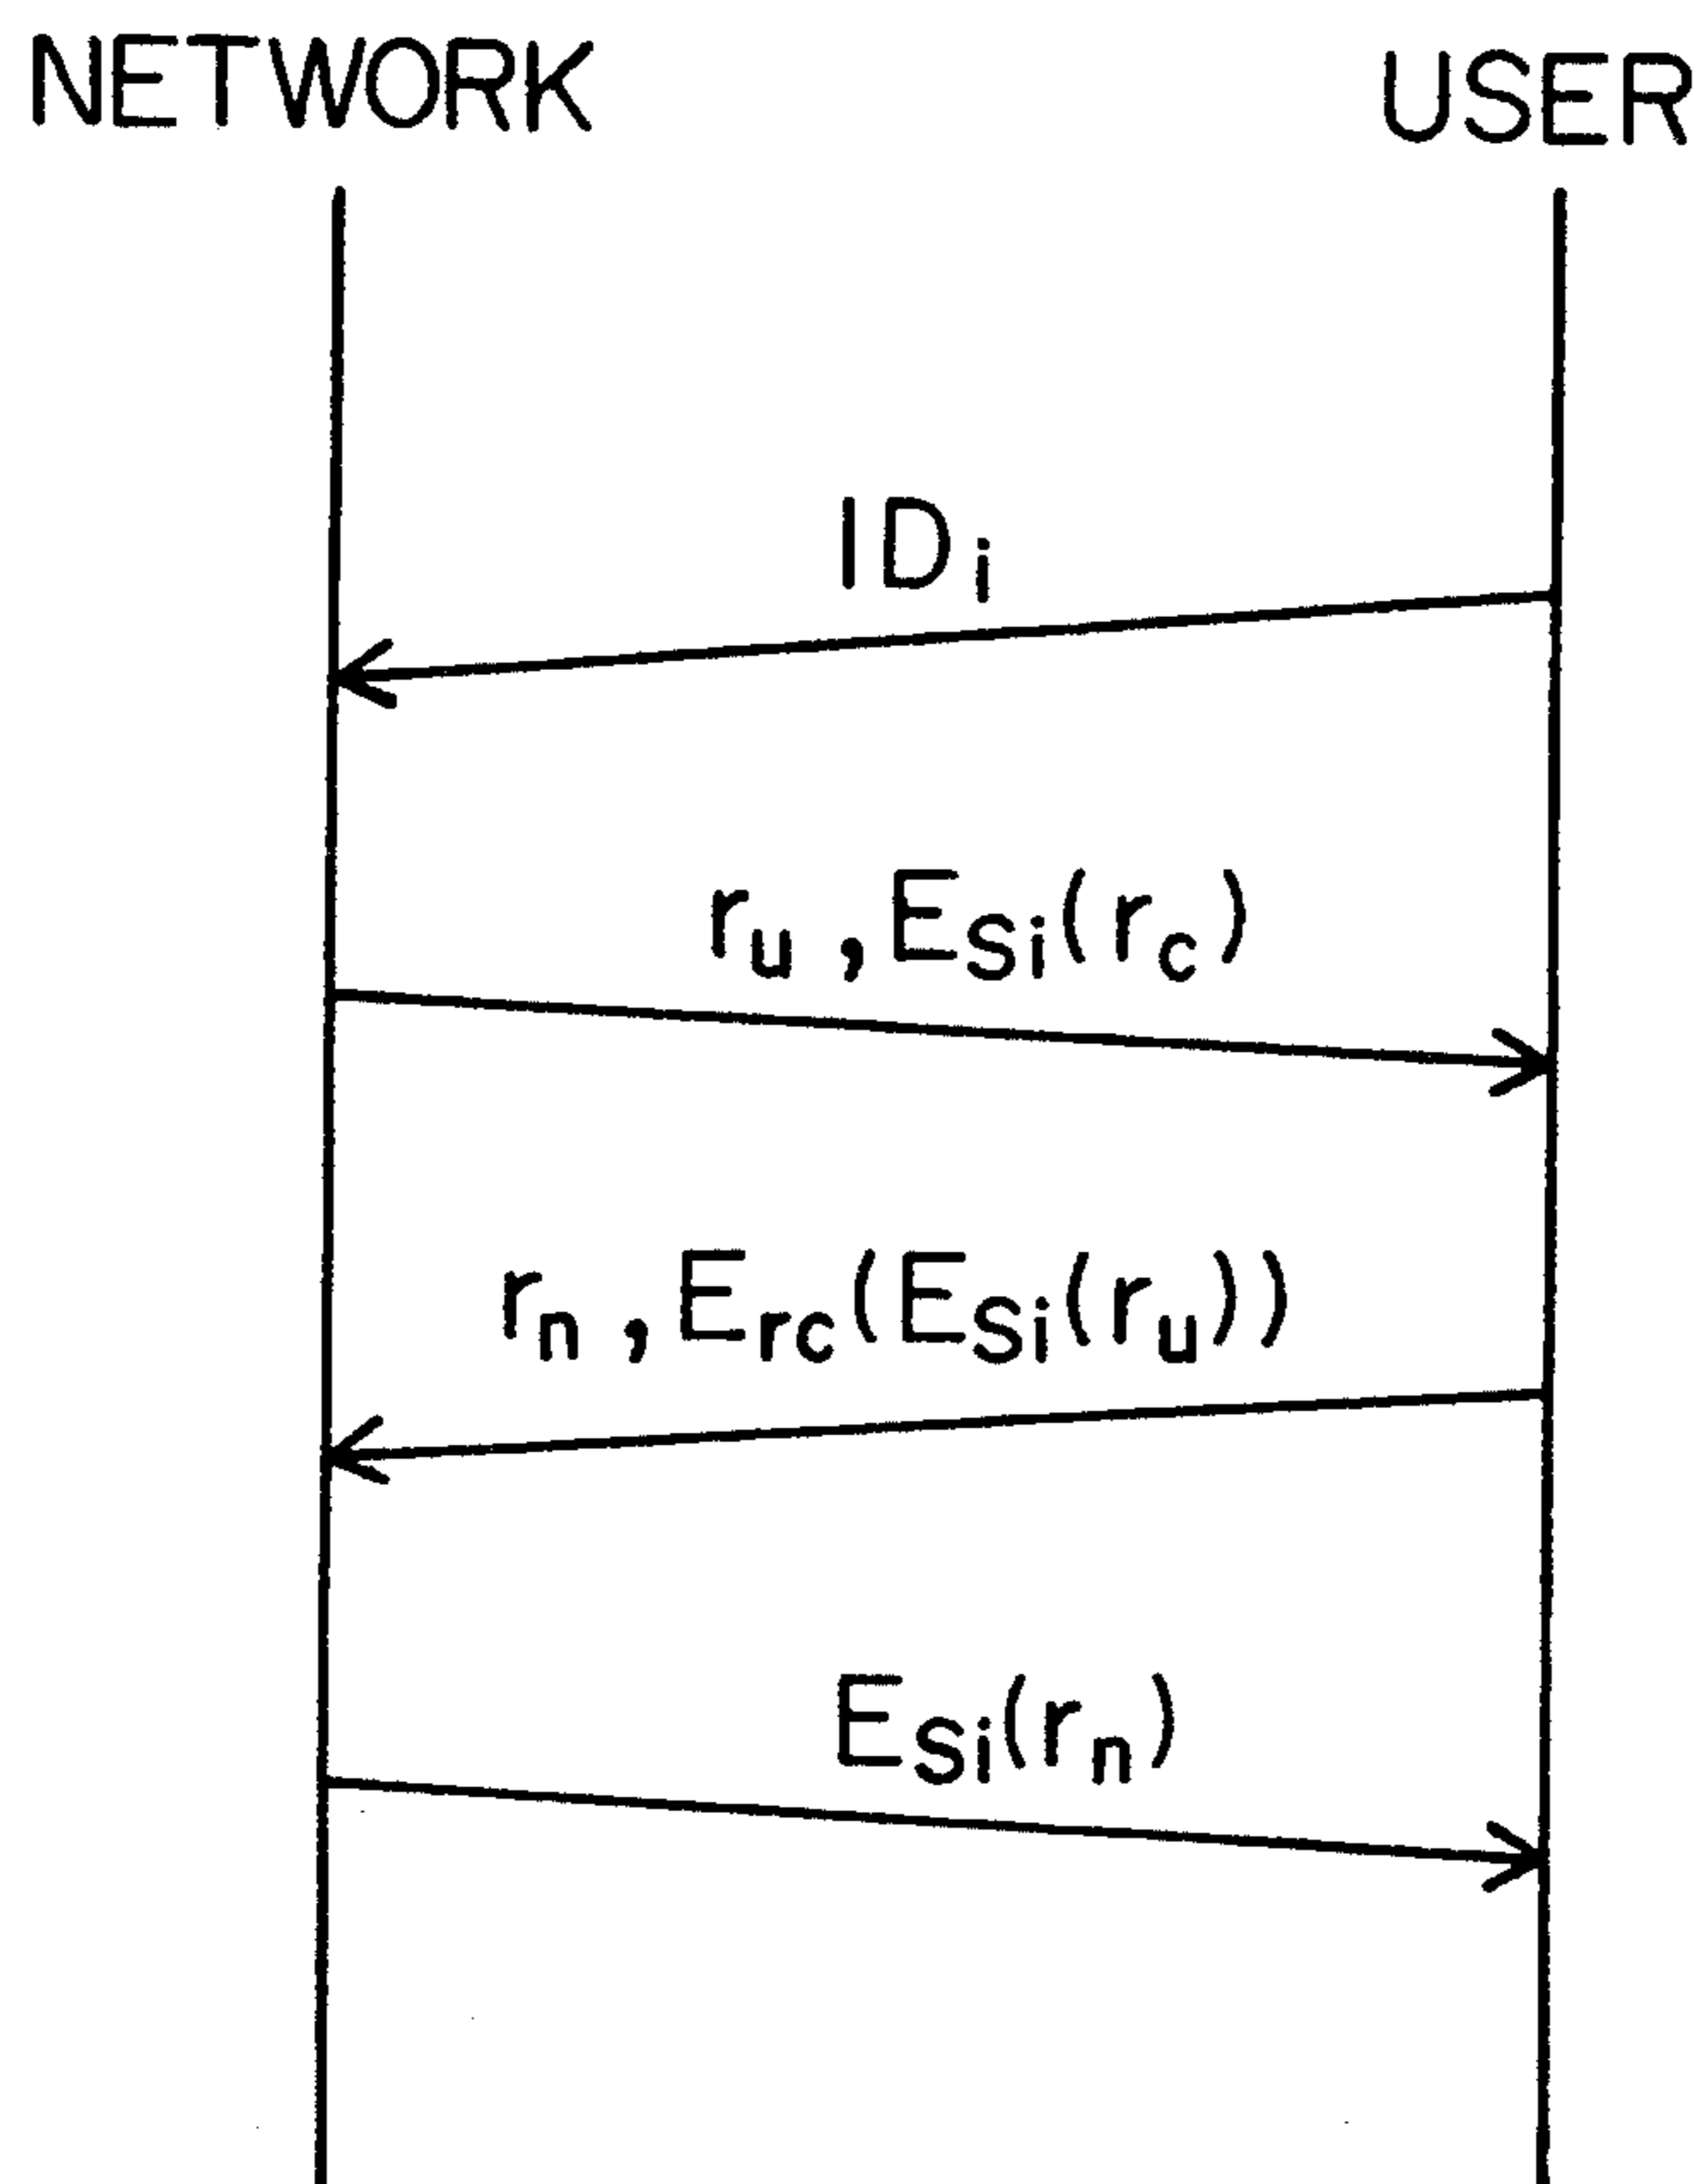 NETWORK USER
IDi
ru ,ESi(rc)
rn ,Erc(ESi(ru))
ESi(rn)